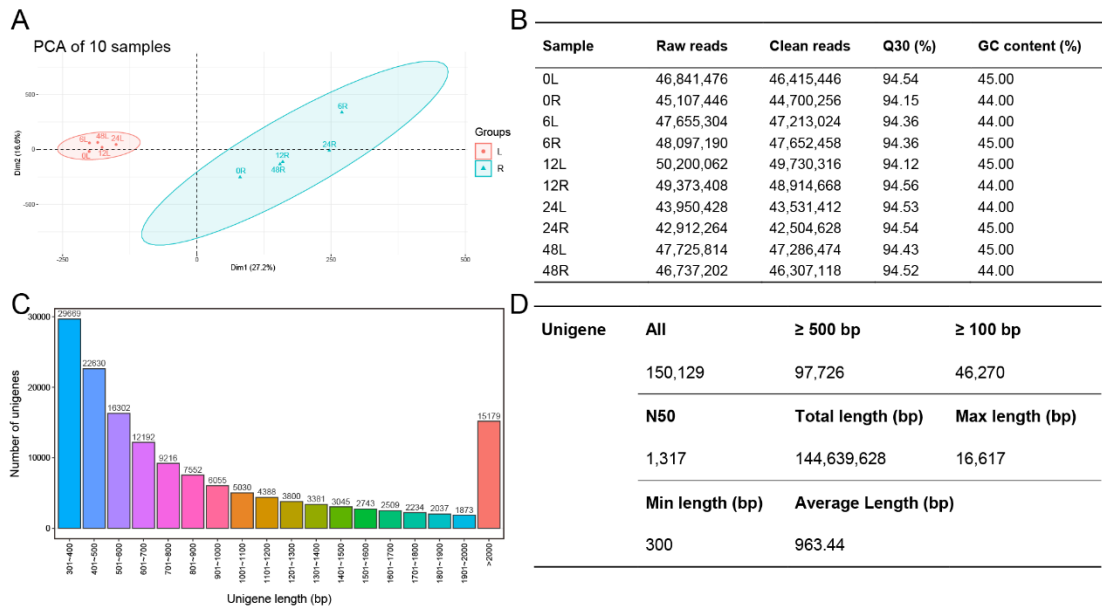 A
PCA of 10 samples
500
0
-500
Dim2 (16.6%)
6L 48L 24L
12L
0L
6R
24R
12R
48R
0R
-250 0 250 500
Dim1 (27.2%)
Groups
L
R
B
Sample Raw reads Clean reads Q30 (%) GC content (%)
0L 46,841,476 46,415,446 94.54 45.00
0R 45,107,446 44,700,256 94.15 44.00
6L 47,655,304 47,213,024 94.36 44.00
6R 48,097,190 47,652,458 94.36 45.00
12L 50,200,062 49,730,316 94.12 44.00
12R 49,373,408 48,914,668 94.56 44.00
24L 43,950,428 43,531,412 94.53 44.00
24R 42,912,264 42,504,628 94.54 45.00
48L 47,725,814 47,286,474 94.43 45.00
48R 46,737,202 46,307,118 94.52 44.00
C
Number of unigenes
30000
20000
10000
0
29669
22630
16302
12192
9216
7552
6055
5030
4388
3800
3381
3045
2743
2509
2234
2037
1873
15179
301~400
401~500
501~600
601~700
701~800
801~900
901~1000
1001~1100
1101~1200
1201~1300
1301~1400
1401~1500
1501~1600
1601~1700
1701~1800
1801~1900
1901~2000
>2000
Unigene length (bp)
D
Unigene All ≥ 500 bp ≥ 100 bp
150,129 97,726 46,270
N50 Total length (bp) Max length (bp)
1,317 144,639,628 16,617
Min length (bp) Average Length (bp)
300 963.44